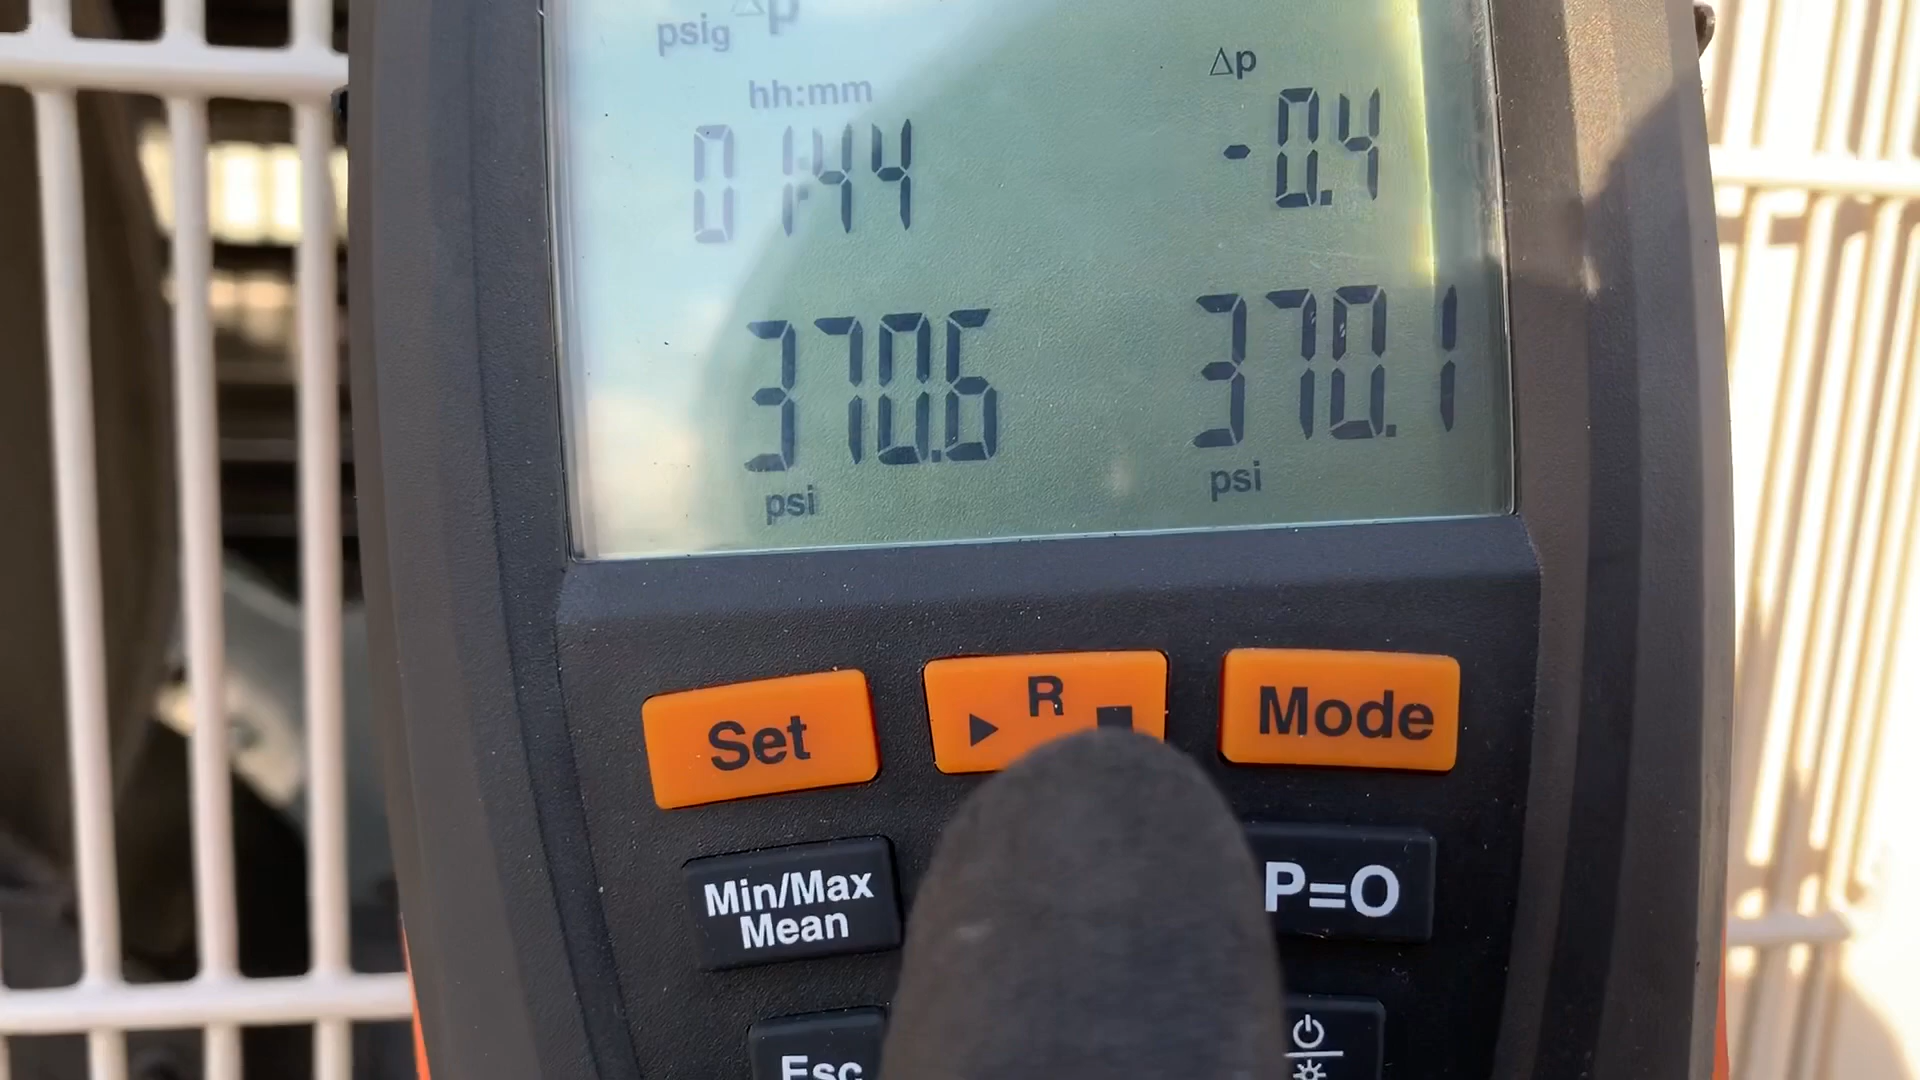 psig Δp
hh:mm Δp
01:44 -0.4
370.6 370.1
psi psi
Set ▶ R ■ Mode
Min/Max
Mean
P=O
Esc